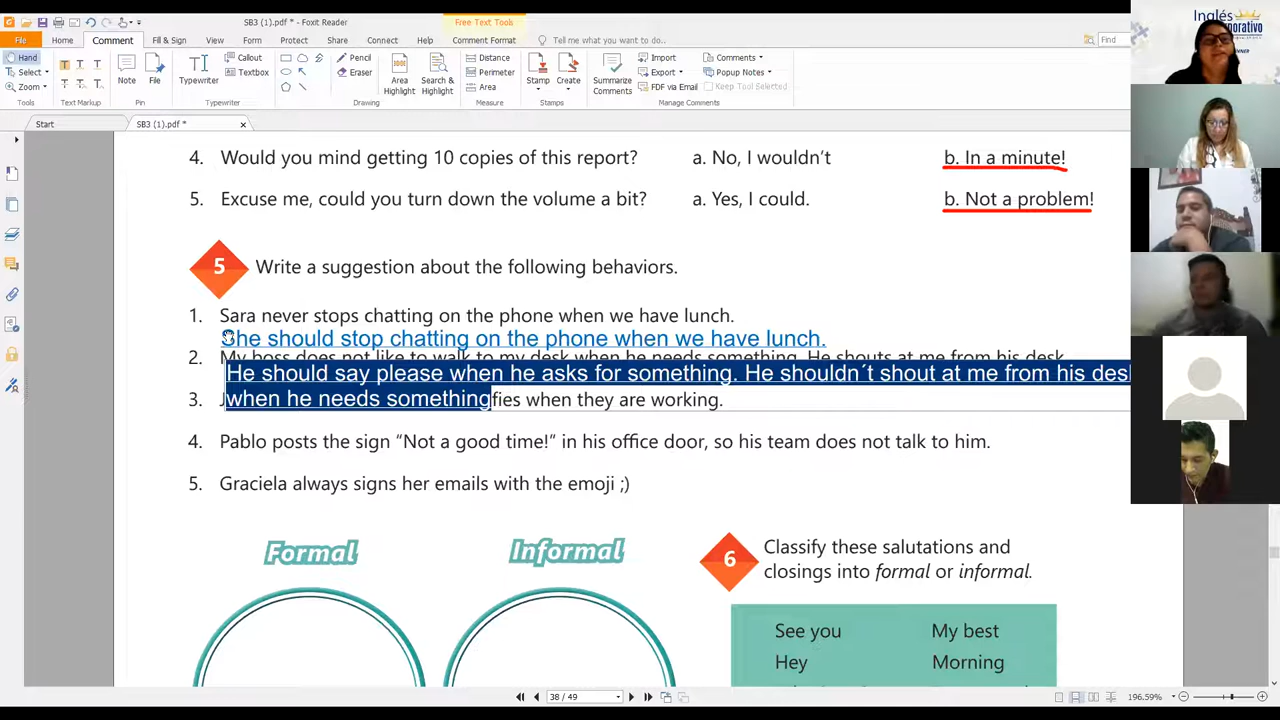 SB3 (1).pdf * - Foxit Reader
Free Text Tools
File Home Comment Fill & Sign View Form Protect Share Connect Help Comment Format Tell me what you want to do... Find
Hand
Select
Zoom
Tools
Text Markup
Note
File
Pin
Typewriter
Callout
Textbox
Typewriter
Pencil
Eraser
Drawing
Area Highlight
Search & Highlight
Distance
Perimeter
Area
Measure
Stamp
Create
Stamps
Summarize Comments
Import
Export
FDF via Email
Comments
Popup Notes
Keep Tool Selected
Manage Comments
Start
SB3 (1).pdf *
Inglés
4. Would you mind getting 10 copies of this report? a. No, I wouldn't b. In a minute!
5. Excuse me, could you turn down the volume a bit? a. Yes, I could. b. Not a problem!
5 Write a suggestion about the following behaviors.
1. Sara never stops chatting on the phone when we have lunch.
She should stop chatting on the phone when we have lunch.
2. My boss does not like to walk to my desk when he needs something. He shouts at me from his desk.
He should say please when he asks for something. He shouldn´t shout at me from his desk
when he needs something
3. fies when they are working.
4. Pablo posts the sign “Not a good time!” in his office door, so his team does not talk to him.
5. Graciela always signs her emails with the emoji ;)
Formal
Informal
6 Classify these salutations and
closings into formal or informal.
See you My best
Hey Morning
38 / 49
196.59%